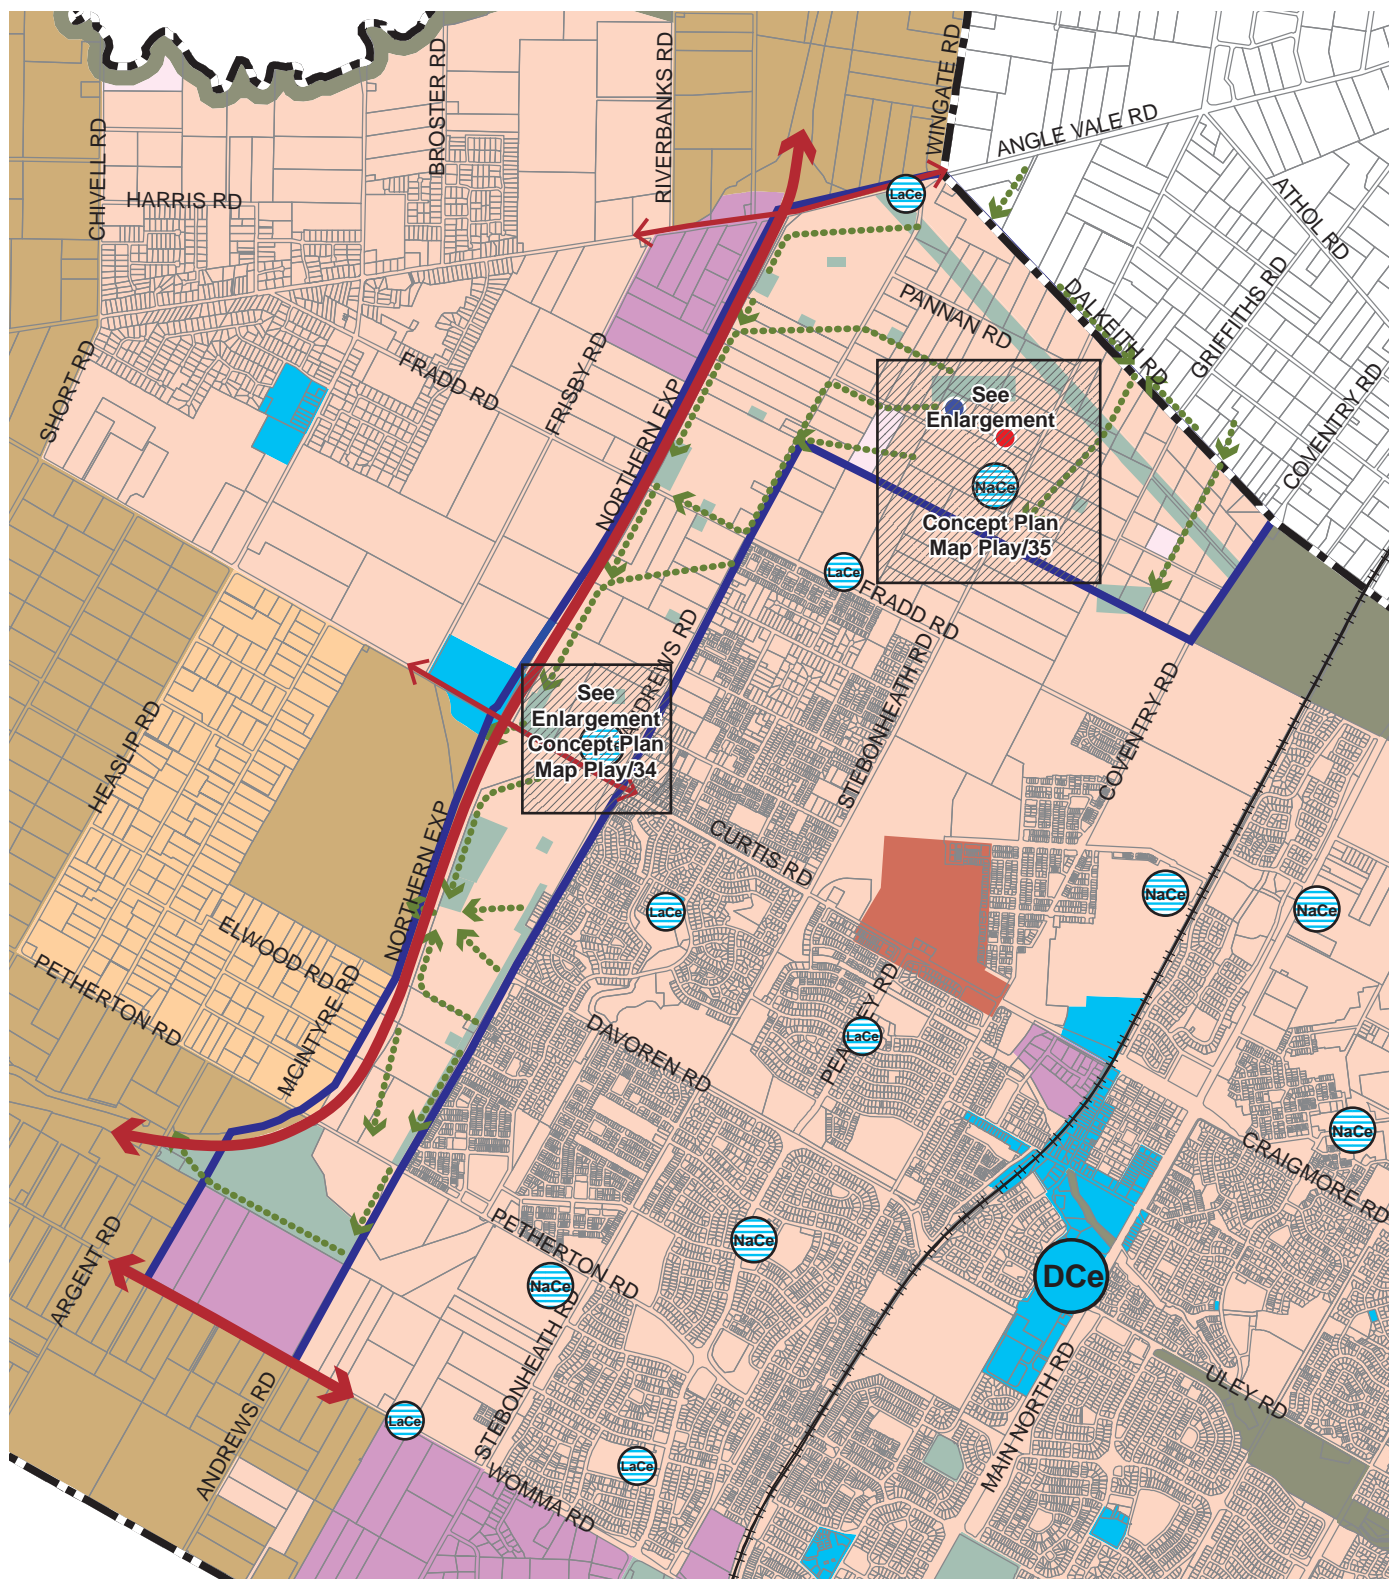 WINGATE RD
BROSTER RD
RIVERBANKS RD
CHIVELL RD
HARRIS RD
ANGLE VALE RD
LaCe
ATHOL RD
DALKEITH RD
GRIFFITHS RD
PANNAN RD
SHORT RD
FRADD RD
FRISBY RD
NORTHERN EXP
COVENTRY RD
See
Enlargement
NaCe
Concept Plan
Map Play/35
LaCe
FRADD RD
STEBONHEATH RD
COVENTRY RD
See
Enlargement
Concept Plan
Map Play/34
HEASLIP RD
NORTHERN EXP
CURTIS RD
LaCe
NaCe
NaCe
ELWOOD RD
PETHERTON RD
MCINTYRE RD
DAVOREN RD
LaCe
NaCe
CRAIGMORE RD
PETHERTON RD
NaCe
NaCe
DCe
ARGENT RD
STEBONHEATH RD
ANDREWS RD
LaCe
LaCe
WOMMA RD
MAIN NORTH RD
ULEY RD